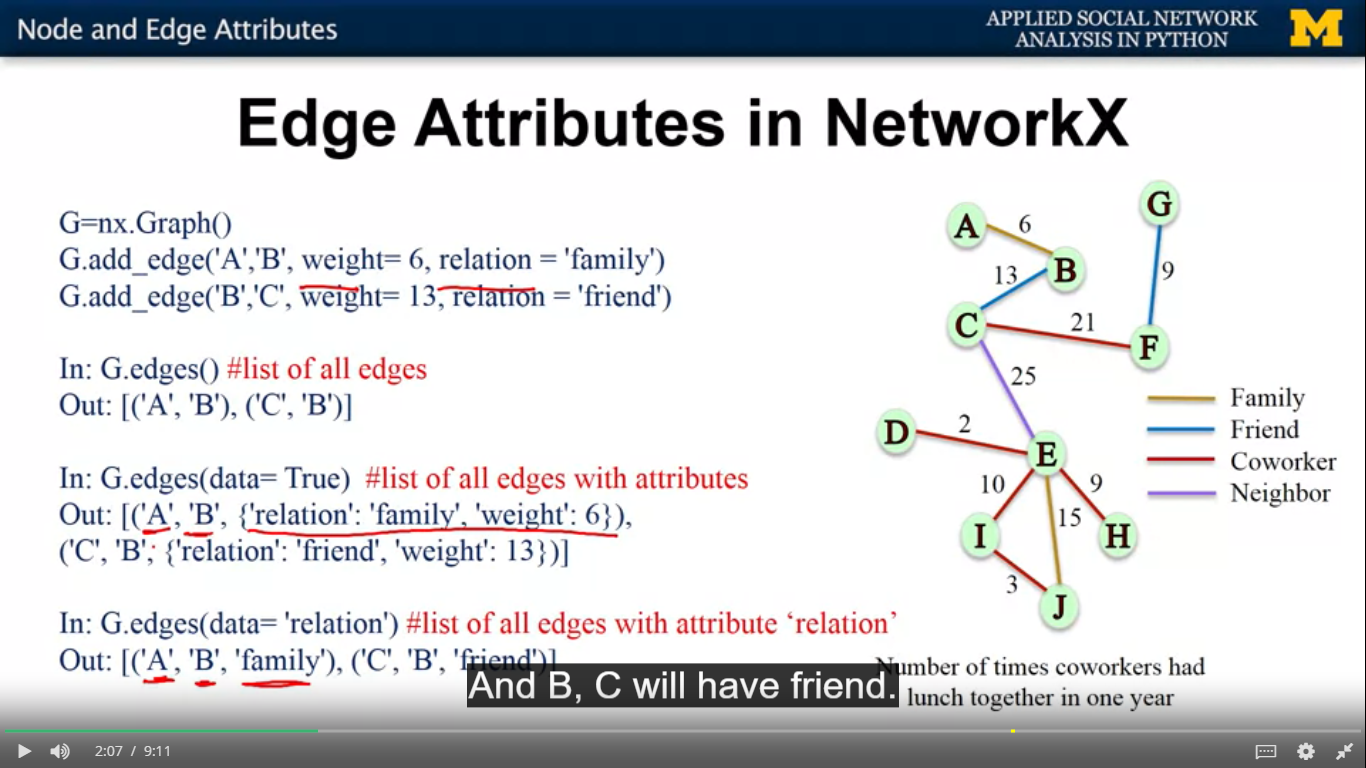 Node and Edge Attributes
APPLIED SOCIAL NETWORK
ANALYSIS IN PYTHON
M
Edge Attributes in NetworkX
G=nx.Graph()
G.add_edge('A','B', weight= 6, relation = 'family')
G.add_edge('B','C', weight= 13, relation = 'friend')
In: G.edges() #list of all edges
Out: [('A', 'B'), ('C', 'B')]
In: G.edges(data= True) #list of all edges with attributes
Out: [('A', 'B', {'relation': 'family', 'weight': 6}),
('C', 'B', {'relation': 'friend', 'weight': 13})]
In: G.edges(data= 'relation') #list of all edges with attribute ‘relation’
Out: [('A', 'B', 'family'), ('C', 'B', 'friend')]
A
6
B
13
C
21
F
9
G
25
D
2
E
10
9
15
I
H
3
J
Family
Friend
Coworker
Neighbor
Number of times coworkers had
lunch together in one year
And B, C will have friend.
2:07 / 9:11